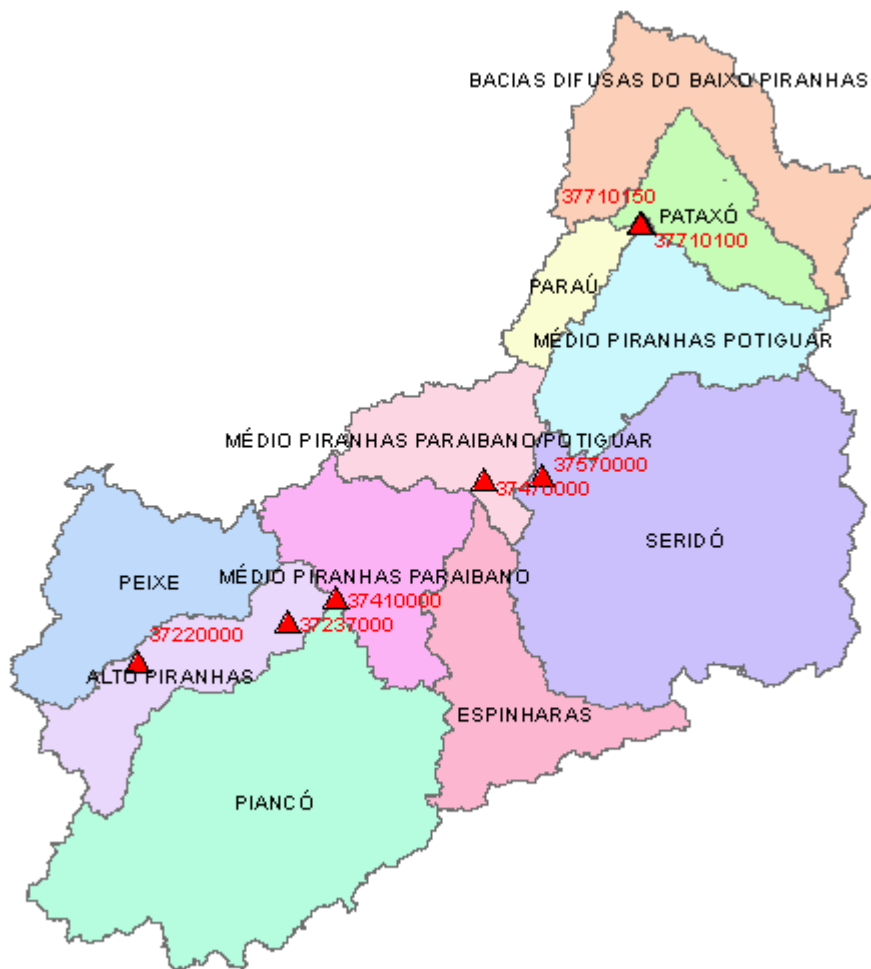 BACIAS DIFUSAS DO BAIXO PIRANHAS
37710150
PATAXÓ
37710100
PARAÚ
MÉDIO PIRANHAS POTIGUAR
MÉDIO PIRANHAS PARAIBANO/POTIGUAR
37570000
37470000
SERIDÓ
PEIXE
MÉDIO PIRANHAS PARAIBANO
37410000
37237000
37220000
ALTO PIRANHAS
ESPINHARAS
PIANCÓ